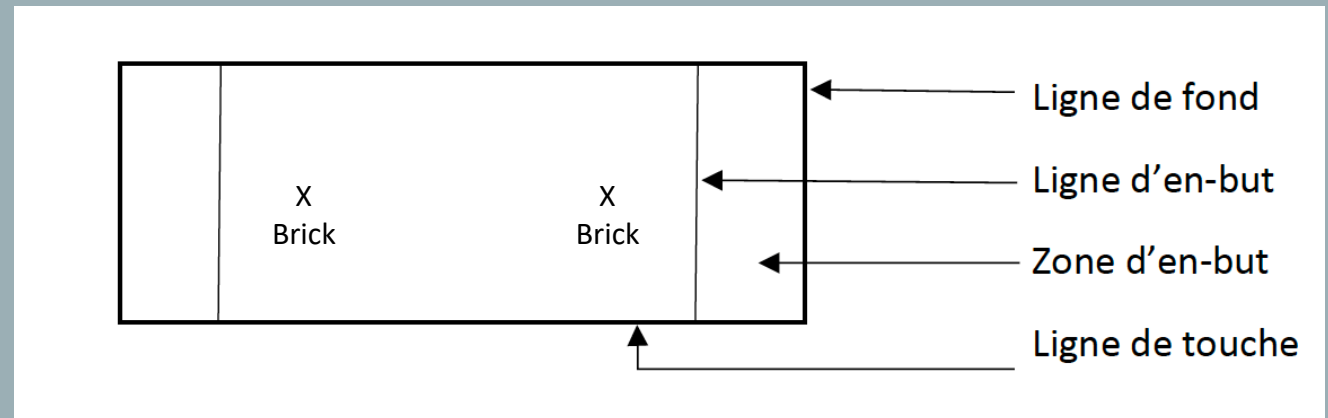 Ligne de fond
Ligne d’en-but
X X
Brick Brick
Zone d’en-but
Ligne de touche